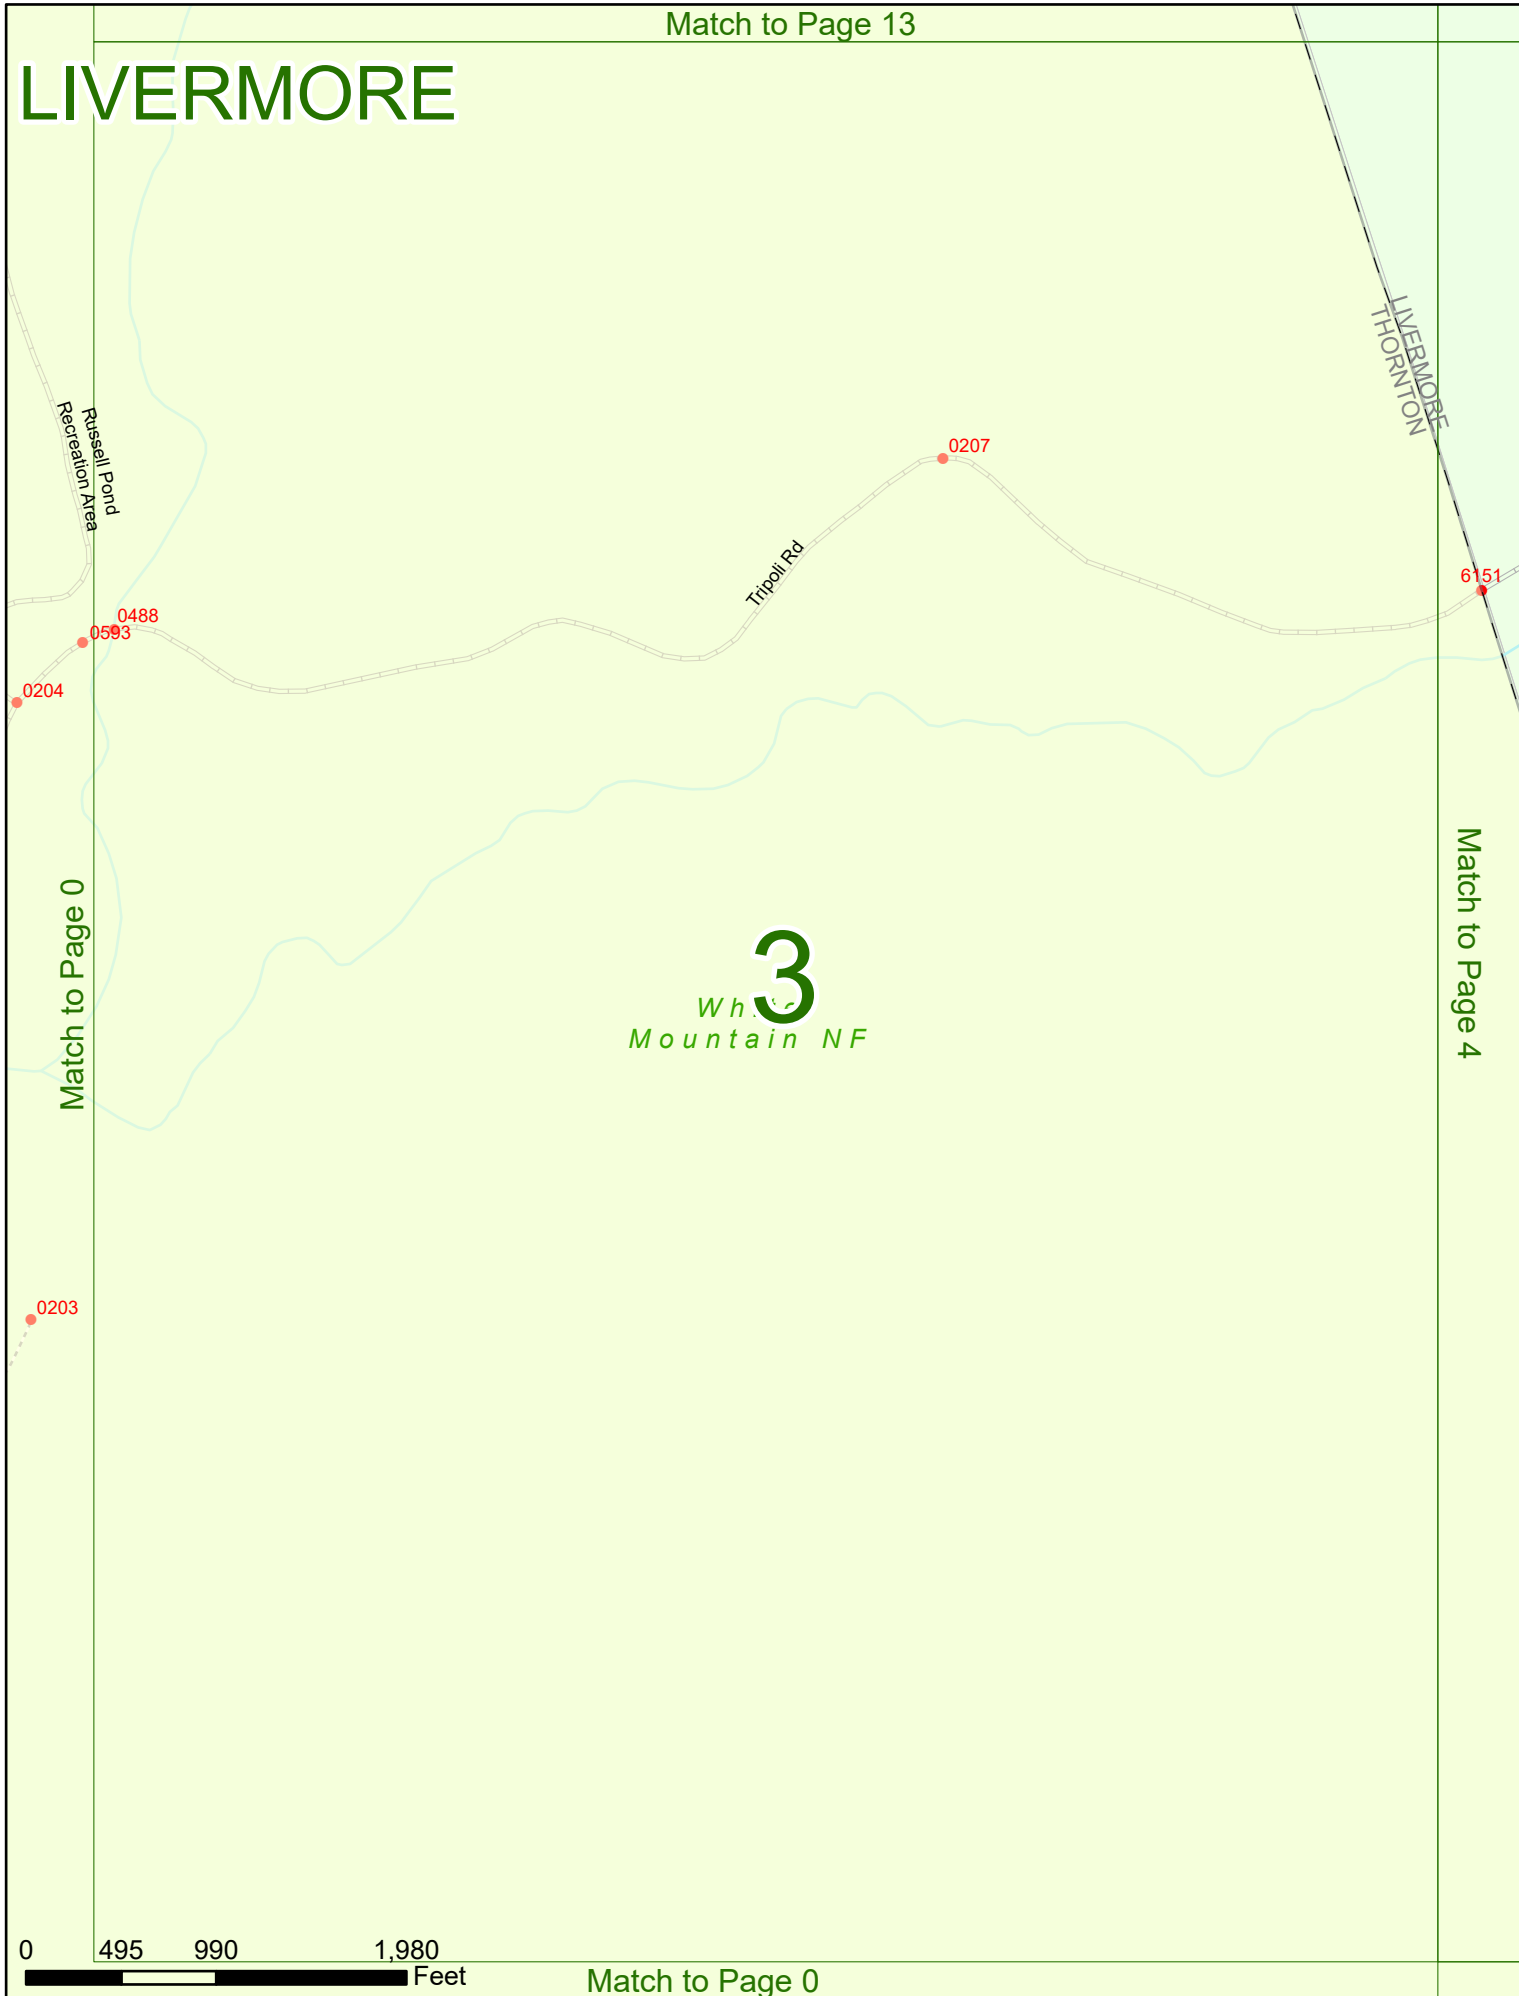 Match to Page 13
LIVERMORE
LIVERMORE
THORNTON
Russell Pond
Recreation Area
0207
Tripoli Rd
6151
0488
0593
0204
Match to Page 0
Match to Page 4
3
Mountain NF
0203
0 495 990 1,980
Feet
Match to Page 0